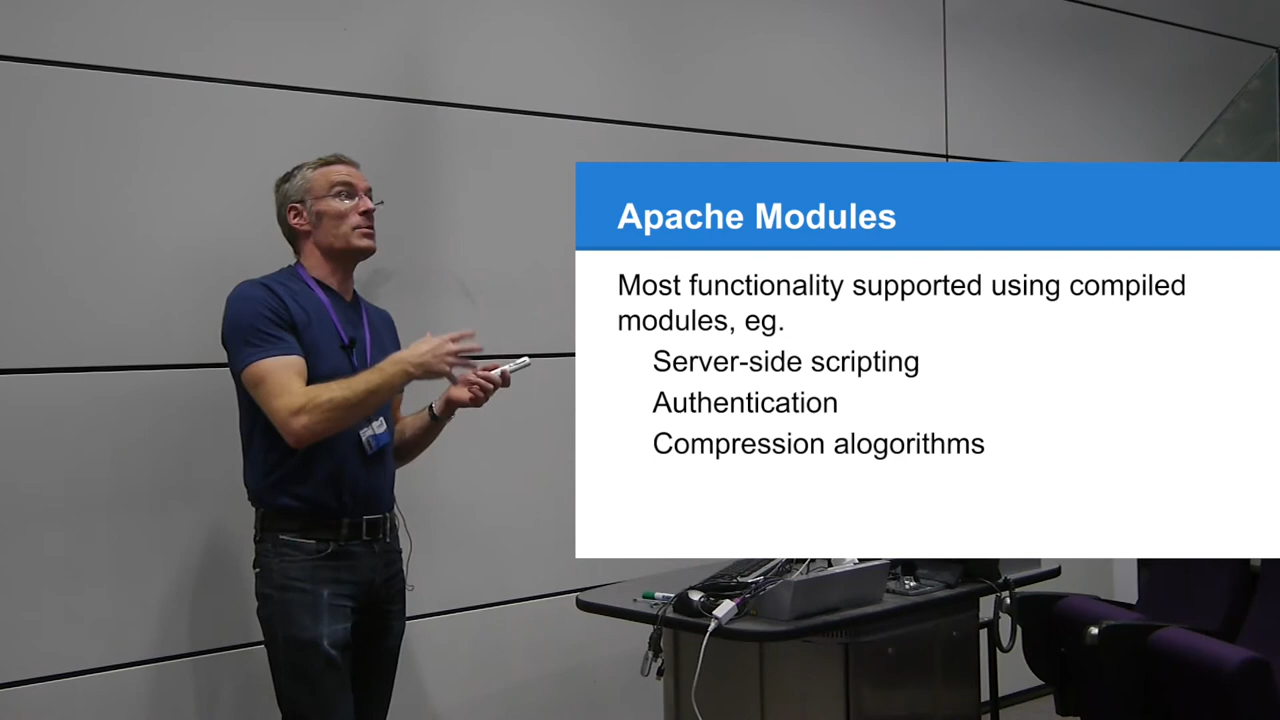 Apache Modules
Most functionality supported using compiled
modules, eg.
Server-side scripting
Authentication
Compression alogorithms